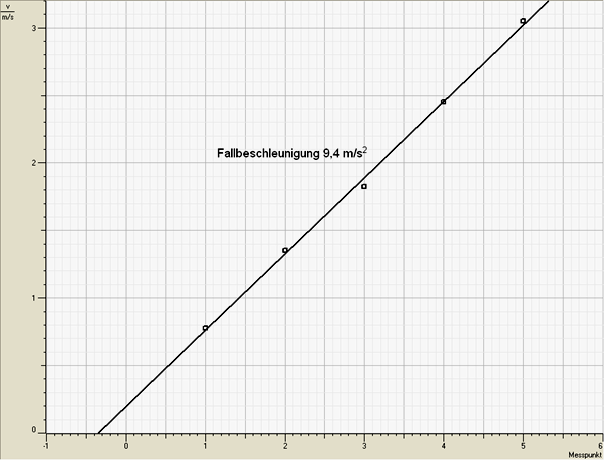 v
m/s
3
Fallbeschleunigung 9,4 m/s²
2
1
0
-1 0 1 2 3 4 5 6
Messpunkt